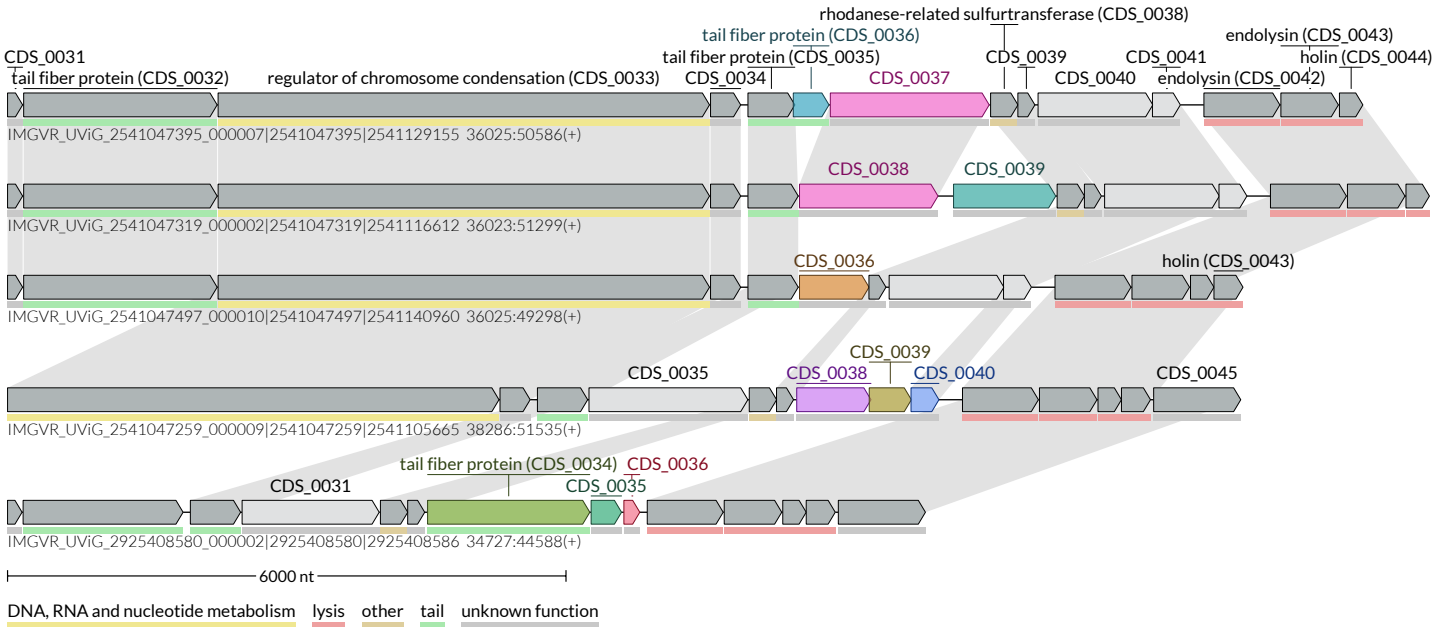 rhodanese-related sulfurtransferase (CDS_0038)
tail fiber protein (CDS_0036)
endolysin (CDS_0043)
CDS_0031
tail fiber protein (CDS_0035)
CDS_0039
CDS_0041
holin (CDS_0044)
tail fiber protein (CDS_0032)
regulator of chromosome condensation (CDS_0033)
CDS_0034
CDS_0037
CDS_0040
endolysin (CDS_0042)
IMGVR_UViG_2541047395_000007|2541047395|2541129155 36025:50586(+)
CDS_0038
CDS_0039
IMGVR_UViG_2541047319_000002|2541047319|2541116612 36023:51299(+)
CDS_0036
holin (CDS_0043)
IMGVR_UViG_2541047497_000010|2541047497|2541140960 36025:49298(+)
CDS_0039
CDS_0035
CDS_0038
CDS_0040
CDS_0045
IMGVR_UViG_2541047259_000009|2541047259|2541105665 38286:51535(+)
tail fiber protein (CDS_0034)
CDS_0036
CDS_0031
CDS_0035
IMGVR_UViG_2925408580_000002|2925408580|2925408586 34727:44588(+)
6000 nt
DNA, RNA and nucleotide metabolism lysis other tail unknown function